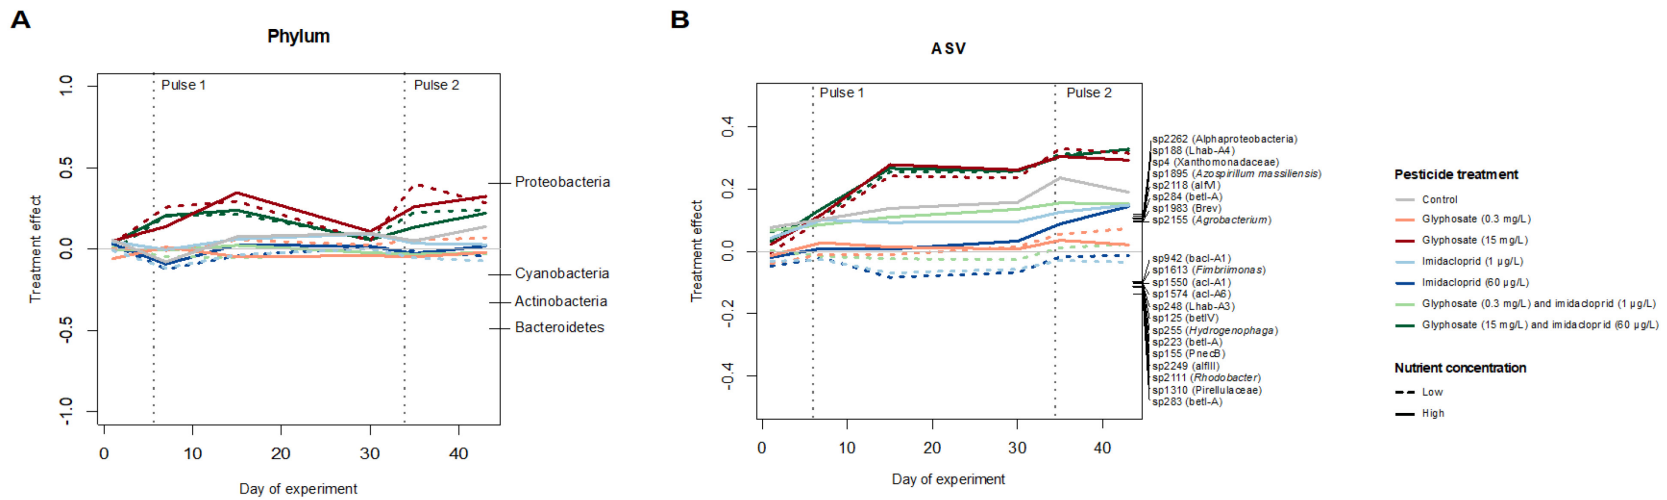 A
Phylum
Pulse 1
Pulse 2
1.0
0.5
0.0
-0.5
-1.0
Treatment effect
0
10
20
30
40
Day of experiment
Proteobacteria
Cyanobacteria
Actinobacteria
Bacteroidetes
B
ASV
Pulse 1
Pulse 2
0.4
0.2
0.0
-0.2
-0.4
Treatment effect
0
10
20
30
40
Day of experiment
sp2262 (Alphaproteobacteria)
sp188 (Lhab-A4)
sp4 (Xanthomonadaceae)
sp1895 (Azospirillum massiliensis)
sp2118 (alfVI)
sp284 (betI-A)
sp1983 (Brev)
sp2155 (Agrobacterium)
sp942 (bacI-A1)
sp1613 (Fimbriimonas)
sp1550 (acI-A1)
sp1574 (acI-A6)
sp248 (Lhab-A3)
sp125 (betIV)
sp255 (Hydrogenophaga)
sp223 (betI-A)
sp155 (PnecB)
sp2249 (alfIII)
sp2111 (Rhodobacter)
sp1310 (Pirellulaceae)
sp283 (betI-A)
Pesticide treatment
Control
Glyphosate (0.3 mg/L)
Glyphosate (15 mg/L)
Imidacloprid (1 µg/L)
Imidacloprid (60 µg/L)
Glyphosate (0.3 mg/L) and imidacloprid (1 µg/L)
Glyphosate (15 mg/L) and imidacloprid (60 µg/L)
Nutrient concentration
Low
High